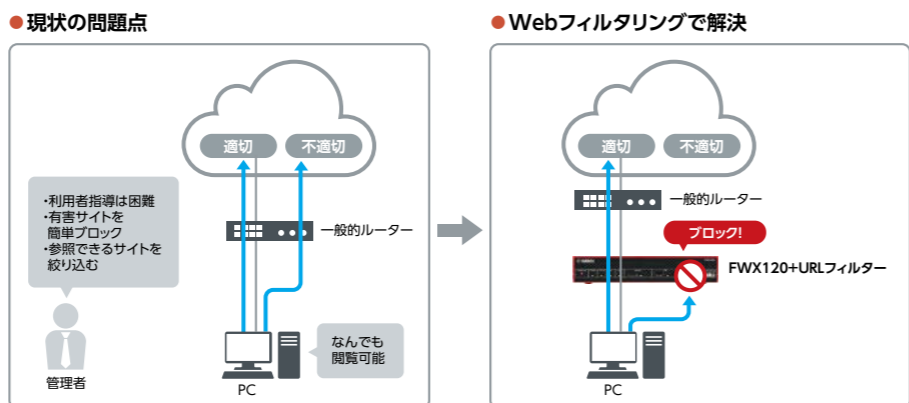 ● 現状の問題点
適切
不適切
・利用者指導は困難
・有害サイトを
簡単ブロック
・参照できるサイトを
絞り込む
一般的ルーター
なんでも
閲覧可能
管理者
PC
● Webフィルタリングで解決
適切
不適切
一般的ルーター
ブロック!
FWX120+URLフィルター
PC